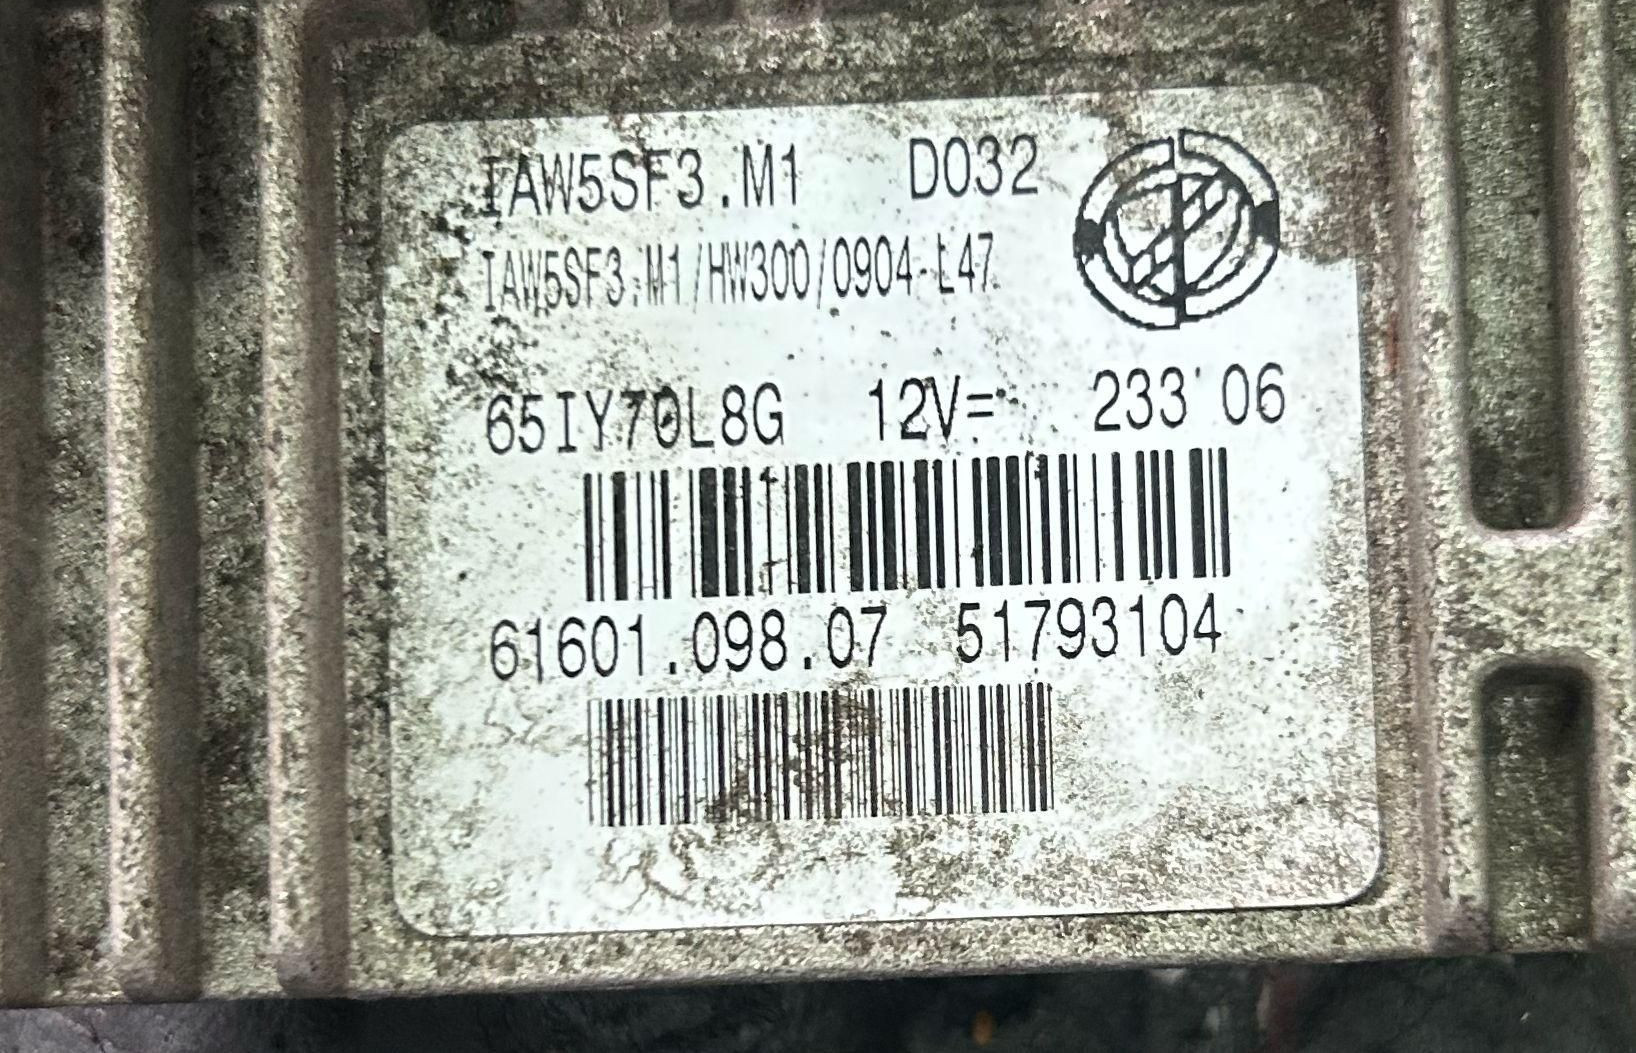 IAW5SF3.M1 D032
IAW5SF3.M1/HW300/0904-L47
65IY70L8G 12V= 233'06
61601.098.07 51793104